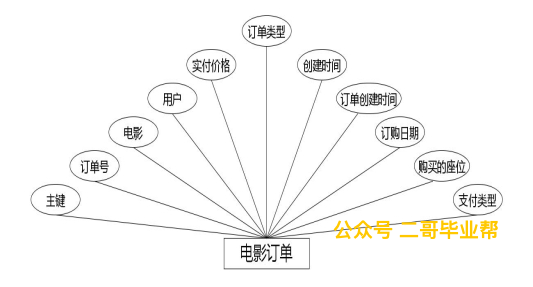 订单类型
实付价格
创建时间
用户
订单创建时间
电影
订购日期
订单号
购买的座位
主键
支付类型
公众号 二哥毕业帮
电影订单